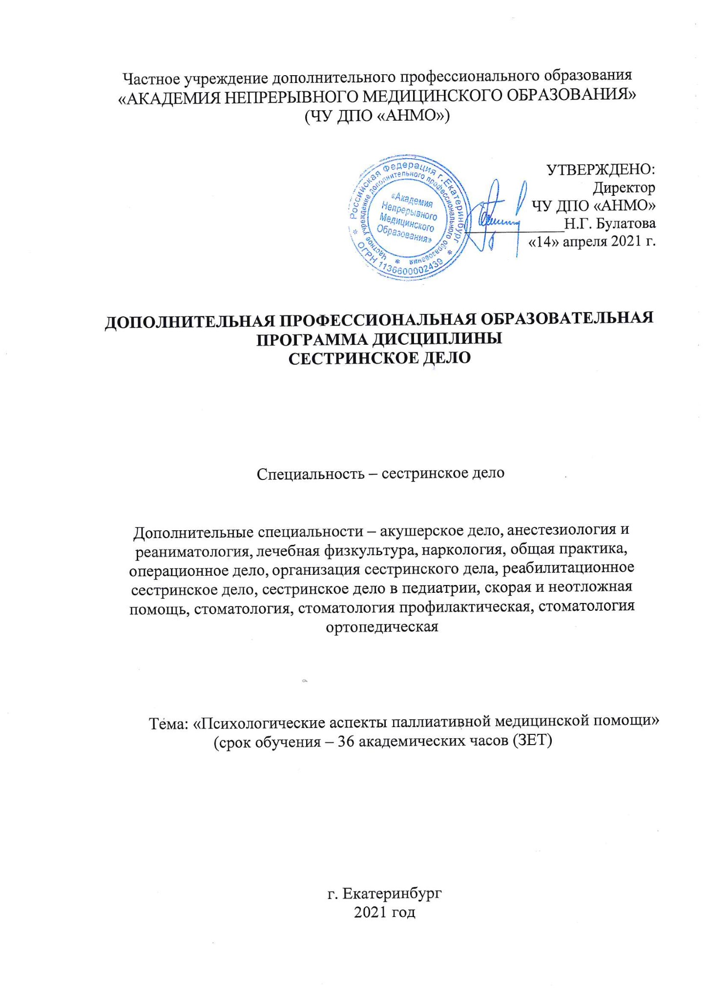 Частное учреждение дополнительного профессионального образования
«АКАДЕМИЯ НЕПРЕРЫВНОГО МЕДИЦИНСКОГО ОБРАЗОВАНИЯ»
(ЧУ ДПО «АНМО»)
УТВЕРЖДЕНО:
Директор
ЧУ ДПО «АНМО»
Н.Г. Булатова
«14» апреля 2021 г.
Российская Федерация г. Екатеринбург
* ОГРН 1136600002439 *
Частное учреждение дополнительного профессионального образования *
«Академия
Непрерывного
Медицинского
Образования»
ДОПОЛНИТЕЛЬНАЯ ПРОФЕССИОНАЛЬНАЯ ОБРАЗОВАТЕЛЬНАЯ
ПРОГРАММА ДИСЦИПЛИНЫ
СЕСТРИНСКОЕ ДЕЛО
Специальность – сестринское дело
Дополнительные специальности – акушерское дело, анестезиология и
реаниматология, лечебная физкультура, наркология, общая практика,
операционное дело, организация сестринского дела, реабилитационное
сестринское дело, сестринское дело в педиатрии, скорая и неотложная
помощь, стоматология, стоматология профилактическая, стоматология
ортопедическая
Тема: «Психологические аспекты паллиативной медицинской помощи»
(срок обучения – 36 академических часов (ЗЕТ)
г. Екатеринбург
2021 год